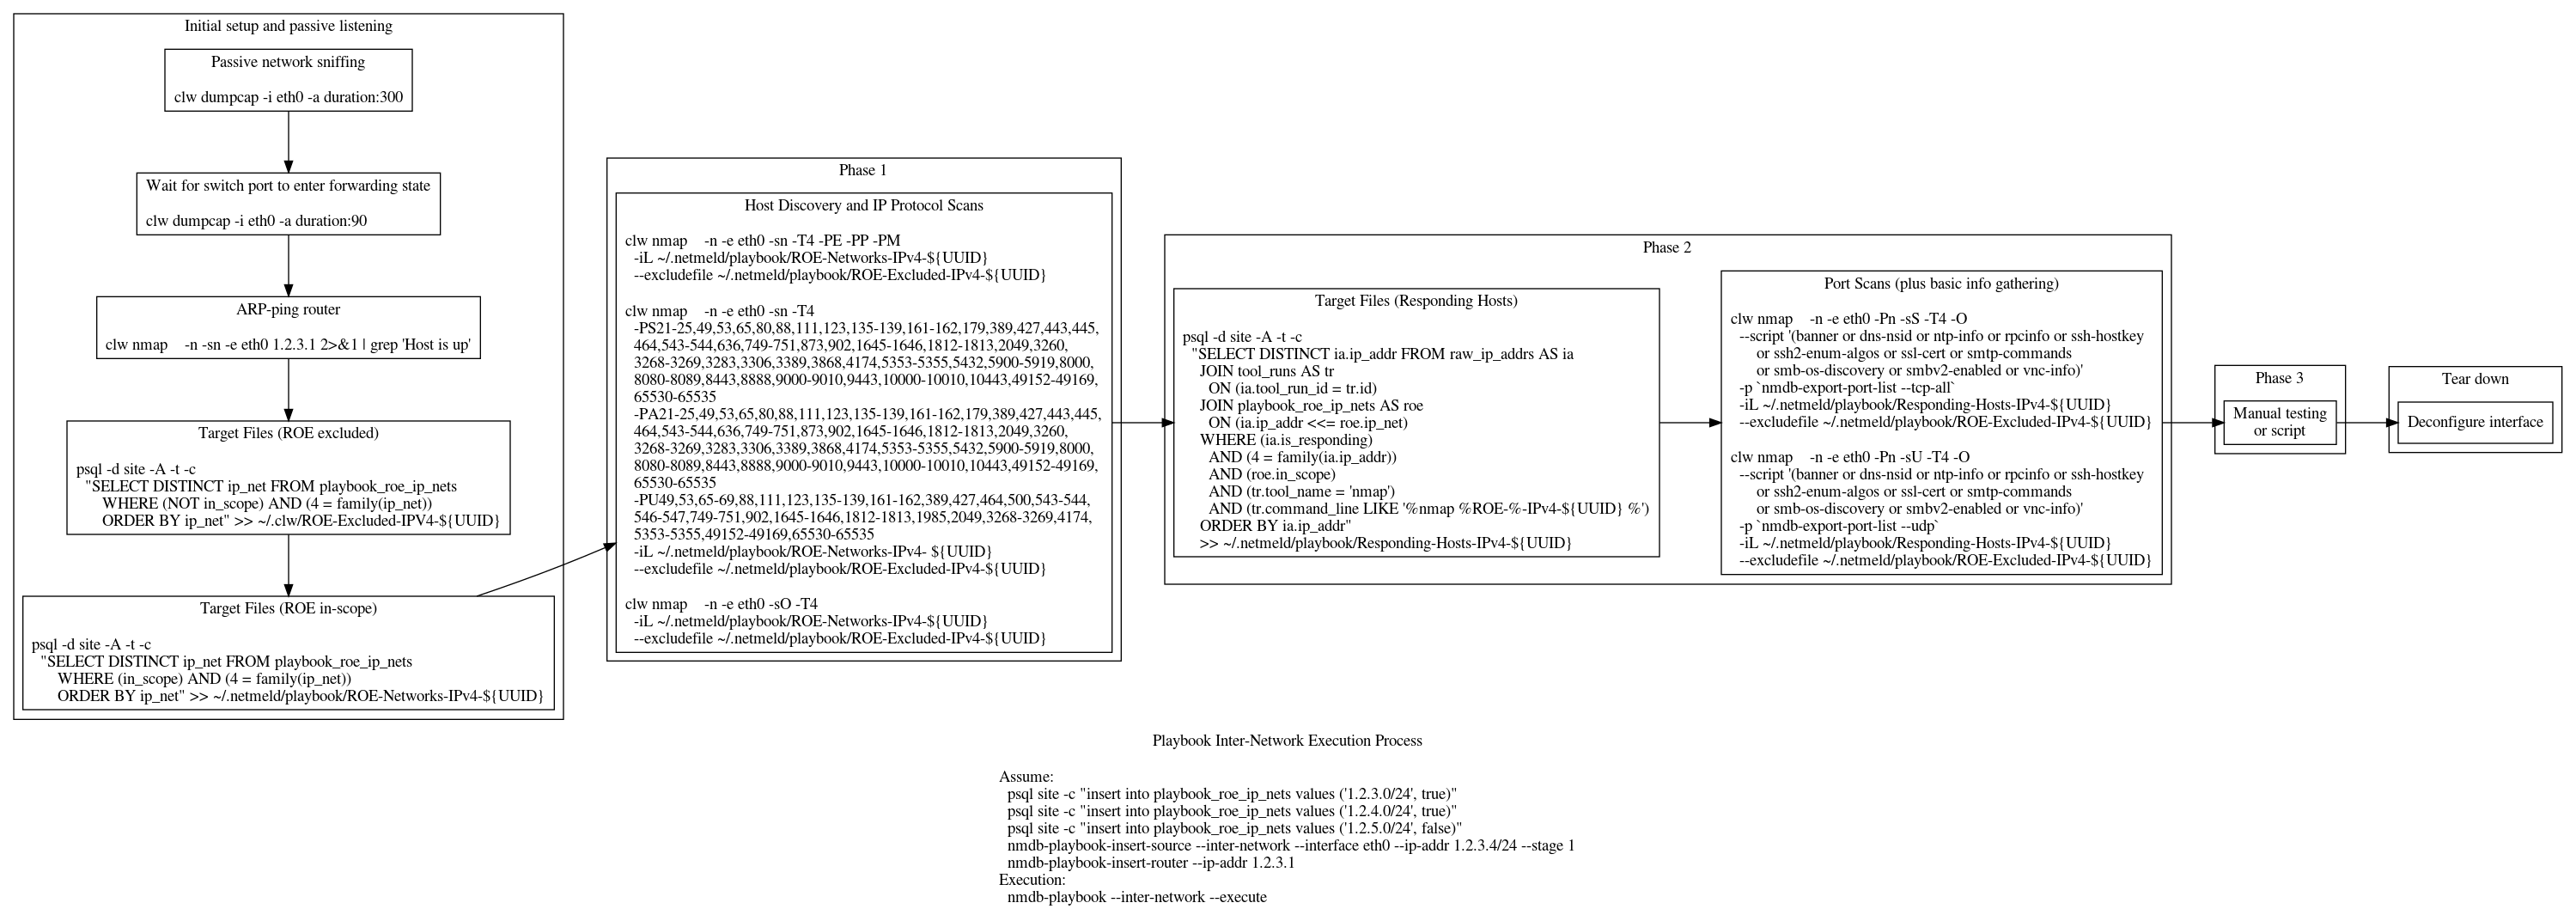 Initial setup and passive listening
Passive network sniffing
clw dumpcap -i eth0 -a duration:300
Wait for switch port to enter forwarding state
clw dumpcap -i eth0 -a duration:90
ARP-ping router
clw nmap    -n -sn -e eth0 1.2.3.1 2>&1 | grep 'Host is up'
Target Files (ROE excluded)
psql -d site -A -t -c
"SELECT DISTINCT ip_net FROM playbook_roe_ip_nets
WHERE (NOT in_scope) AND (4 = family(ip_net))
ORDER BY ip_net" >> ~/.clw/ROE-Excluded-IPV4-${UUID}
Target Files (ROE in-scope)
psql -d site -A -t -c
"SELECT DISTINCT ip_net FROM playbook_roe_ip_nets
WHERE (in_scope) AND (4 = family(ip_net))
ORDER BY ip_net" >> ~/.netmeld/playbook/ROE-Networks-IPv4-${UUID}
Phase 1
Host Discovery and IP Protocol Scans
clw nmap    -n -e eth0 -sn -T4 -PE -PP -PM
-iL ~/.netmeld/playbook/ROE-Networks-IPv4-${UUID}
--excludefile ~/.netmeld/playbook/ROE-Excluded-IPv4-${UUID}
clw nmap    -n -e eth0 -sn -T4
-PS21-25,49,53,65,80,88,111,123,135-139,161-162,179,389,427,443,445,
464,543-544,636,749-751,873,902,1645-1646,1812-1813,2049,3260,
3268-3269,3283,3306,3389,3868,4174,5353-5355,5432,5900-5919,8000,
8080-8089,8443,8888,9000-9010,9443,10000-10010,10443,49152-49169,
65530-65535
-PA21-25,49,53,65,80,88,111,123,135-139,161-162,179,389,427,443,445,
464,543-544,636,749-751,873,902,1645-1646,1812-1813,2049,3260,
3268-3269,3283,3306,3389,3868,4174,5353-5355,5432,5900-5919,8000,
8080-8089,8443,8888,9000-9010,9443,10000-10010,10443,49152-49169,
65530-65535
-PU49,53,65-69,88,111,123,135-139,161-162,389,427,464,500,543-544,
546-547,749-751,902,1645-1646,1812-1813,1985,2049,3268-3269,4174,
5353-5355,49152-49169,65530-65535
-iL ~/.netmeld/playbook/ROE-Networks-IPv4- ${UUID}
--excludefile ~/.netmeld/playbook/ROE-Excluded-IPv4-${UUID}
clw nmap    -n -e eth0 -sO -T4
-iL ~/.netmeld/playbook/ROE-Networks-IPv4-${UUID}
--excludefile ~/.netmeld/playbook/ROE-Excluded-IPv4-${UUID}
Phase 2
Target Files (Responding Hosts)
psql -d site -A -t -c
"SELECT DISTINCT ia.ip_addr FROM raw_ip_addrs AS ia
JOIN tool_runs AS tr
ON (ia.tool_run_id = tr.id)
JOIN playbook_roe_ip_nets AS roe
ON (ia.ip_addr <<= roe.ip_net)
WHERE (ia.is_responding)
AND (4 = family(ia.ip_addr))
AND (roe.in_scope)
AND (tr.tool_name = 'nmap')
AND (tr.command_line LIKE '%nmap %ROE-%-IPv4-${UUID} %')
ORDER BY ia.ip_addr"
>> ~/.netmeld/playbook/Responding-Hosts-IPv4-${UUID}
Port Scans (plus basic info gathering)
clw nmap    -n -e eth0 -Pn -sS -T4 -O
--script '(banner or dns-nsid or ntp-info or rpcinfo or ssh-hostkey
or ssh2-enum-algos or ssl-cert or smtp-commands
or smb-os-discovery or smbv2-enabled or vnc-info)'
-p `nmdb-export-port-list --tcp-all`
-iL ~/.netmeld/playbook/Responding-Hosts-IPv4-${UUID}
--excludefile ~/.netmeld/playbook/ROE-Excluded-IPv4-${UUID}
clw nmap    -n -e eth0 -Pn -sU -T4 -O
--script '(banner or dns-nsid or ntp-info or rpcinfo or ssh-hostkey
or ssh2-enum-algos or ssl-cert or smtp-commands
or smb-os-discovery or smbv2-enabled or vnc-info)'
-p `nmdb-export-port-list --udp`
-iL ~/.netmeld/playbook/Responding-Hosts-IPv4-${UUID}
--excludefile ~/.netmeld/playbook/ROE-Excluded-IPv4-${UUID}
Phase 3
Manual testing
or script
Tear down
Deconfigure interface
Playbook Inter-Network Execution Process
Assume:
psql site -c "insert into playbook_roe_ip_nets values ('1.2.3.0/24', true)"
psql site -c "insert into playbook_roe_ip_nets values ('1.2.4.0/24', true)"
psql site -c "insert into playbook_roe_ip_nets values ('1.2.5.0/24', false)"
nmdb-playbook-insert-source --inter-network --interface eth0 --ip-addr 1.2.3.4/24 --stage 1
nmdb-playbook-insert-router --ip-addr 1.2.3.1
Execution:
nmdb-playbook --inter-network --execute